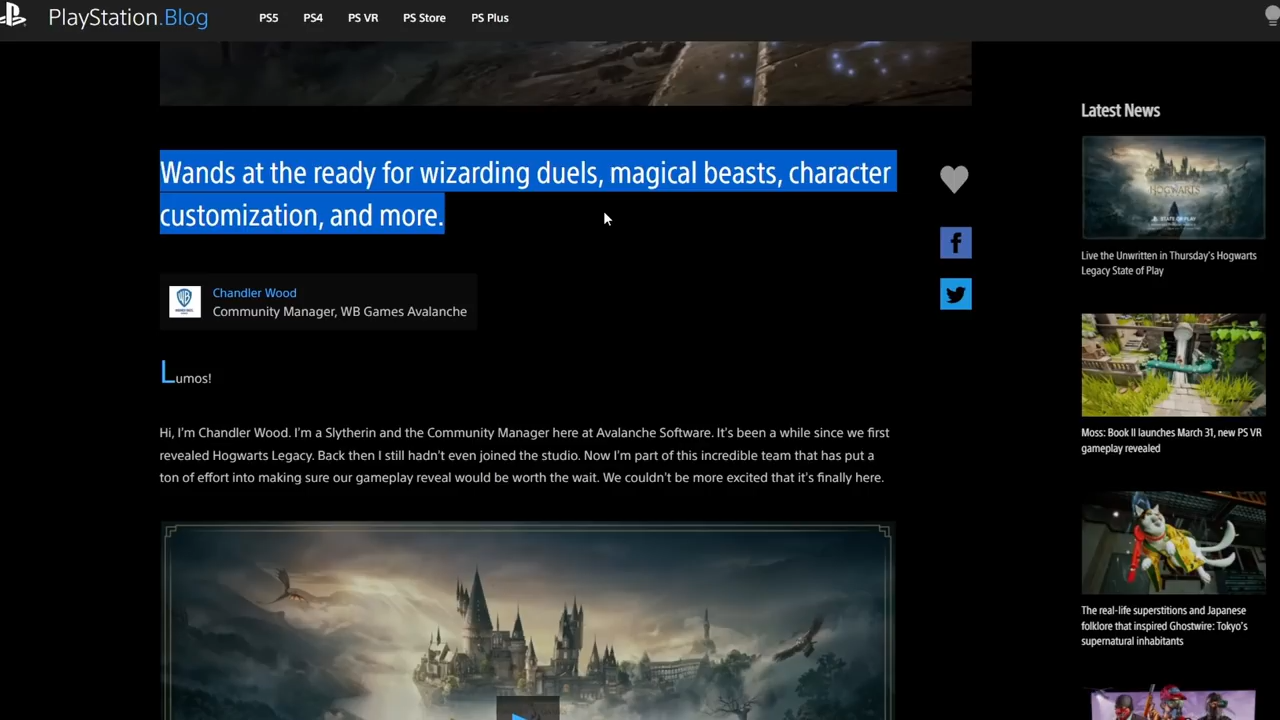 PlayStation.Blog
PS5
PS4
PS VR
PS Store
PS Plus
Wands at the ready for wizarding duels, magical beasts, character
customization, and more.
Chandler Wood
Community Manager, WB Games Avalanche
Lumos!
Hi, I'm Chandler Wood. I'm a Slytherin and the Community Manager here at Avalanche Software. It's been a while since we first
revealed Hogwarts Legacy. Back then I still hadn't even joined the studio. Now I'm part of this incredible team that has put a
ton of effort into making sure our gameplay reveal would be worth the wait. We couldn't be more excited that it's finally here.
Latest News
HOGWARTS
STATE OF PLAY
Live the Unwritten in Thursday's Hogwarts
Legacy State of Play
Moss: Book II launches March 31, new PS VR
gameplay revealed
The real-life superstitions and Japanese
folklore that inspired Ghostwire: Tokyo's
supernatural inhabitants